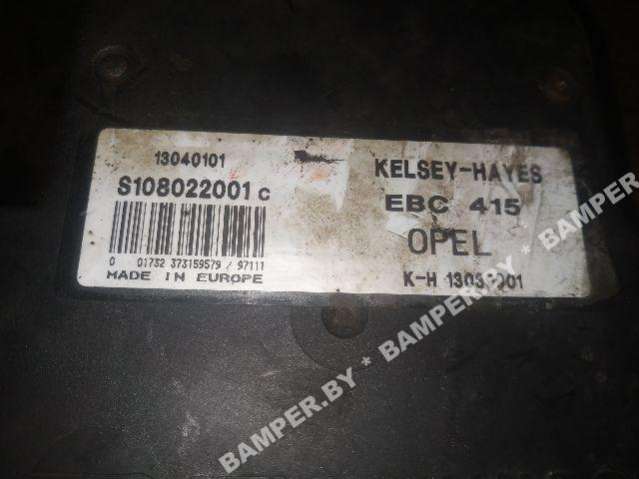 13040101
S108022001 C
0 01732 373159579 / 97111
MADE IN EUROPE
KELSEY-HAYES
EBC 415
OPEL
K-H
BAMPER.BY * BAMPER.BY * BAMPER